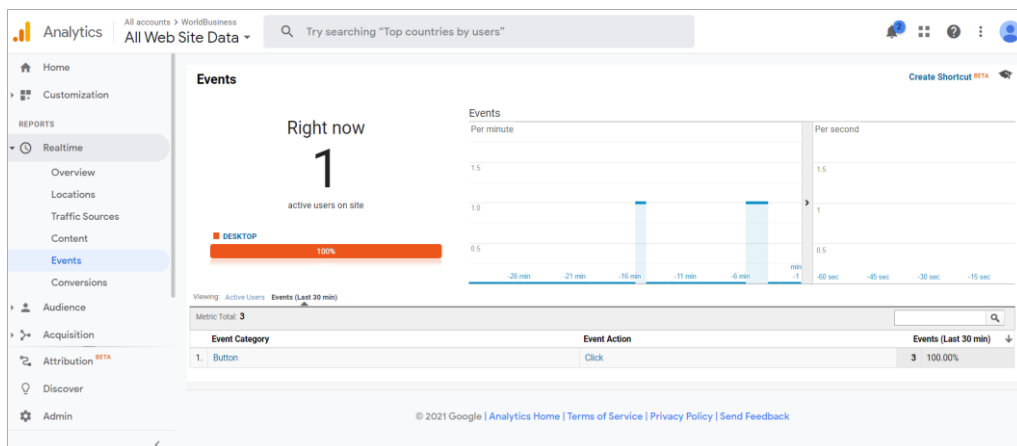 All accounts > WorldBusiness
Analytics
All Web Site Data
Try searching "Top countries by users"
2
Home
Customization
REPORTS
Realtime
Overview
Locations
Traffic Sources
Content
Events
Conversions
Audience
Acquisition
Attribution BETA
Discover
Admin
Events
Create Shortcut BETA
Right now
1
active users on site
DESKTOP
100%
Events
Per minute
Per second
1.5
1.0
0.5
-26 min
-21 min
-16 min
-11 min
-6 min
min
-1
1.5
1
0.5
-60 sec
-45 sec
-30 sec
-15 sec
Viewing: Active Users Events (Last 30 min)
Metric Total: 3
Event Category Event Action Events (Last 30 min)
1. Button Click 3 100.00%
© 2021 Google | Analytics Home | Terms of Service | Privacy Policy | Send Feedback